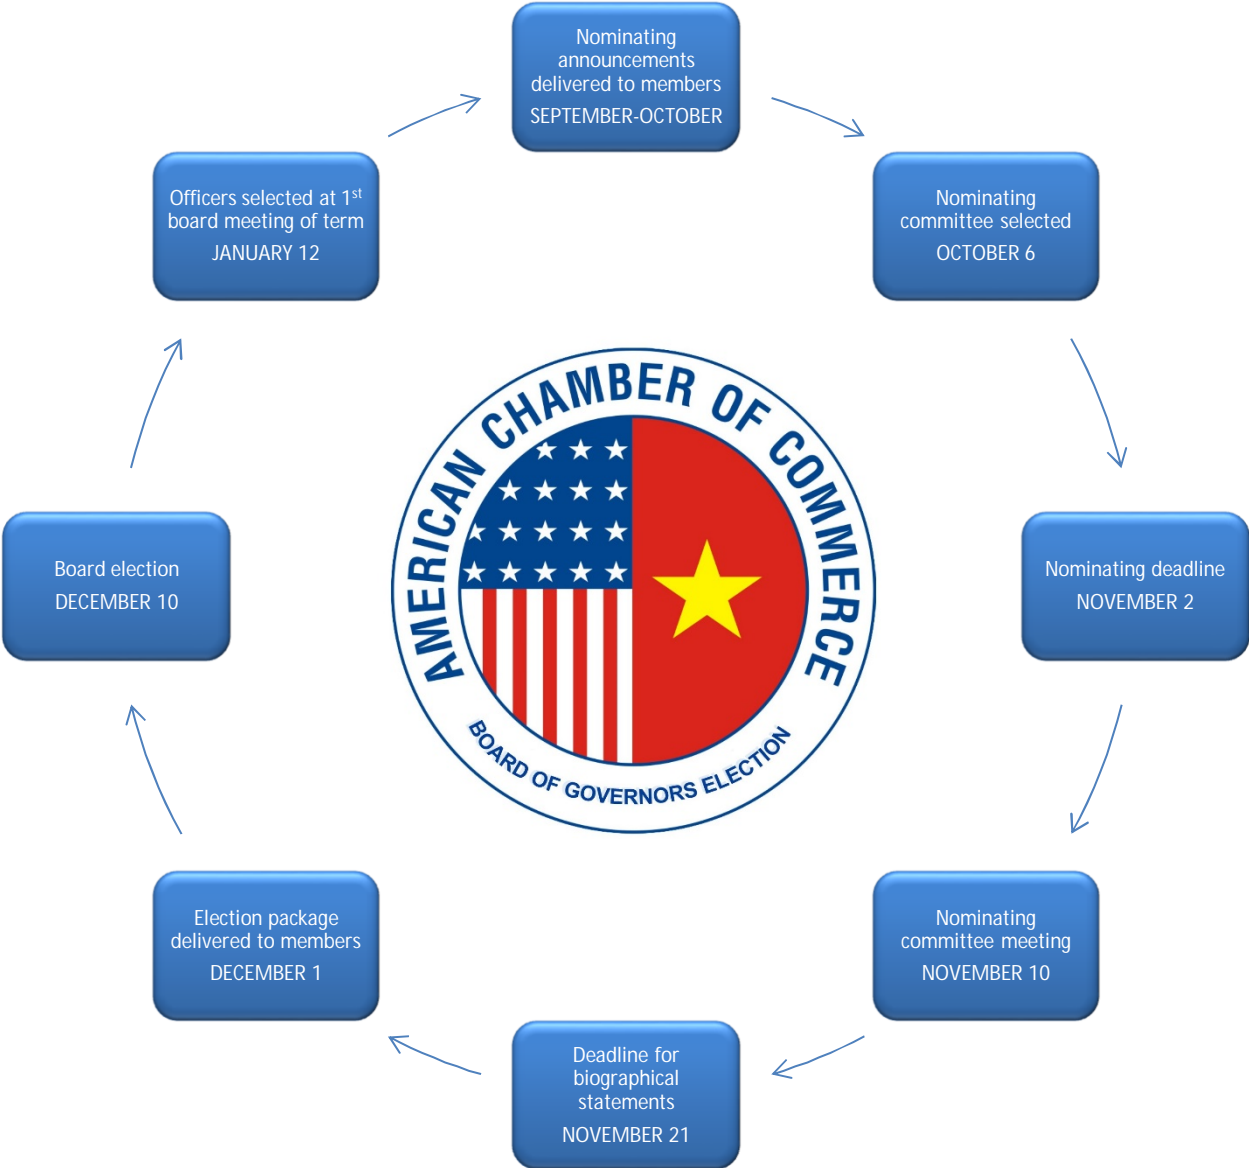 Nominating
announcements
delivered to members
SEPTEMBER-OCTOBER
Nominating
committee selected
OCTOBER 6
Nominating deadline
NOVEMBER 2
Nominating
committee meeting
NOVEMBER 10
Deadline for
biographical
statements
NOVEMBER 21
Election package
delivered to members
DECEMBER 1
Board election
DECEMBER 10
Officers selected at 1st
board meeting of term
JANUARY 12
AMERICAN CHAMBER OF COMMERCE
BOARD OF GOVERNORS ELECTION